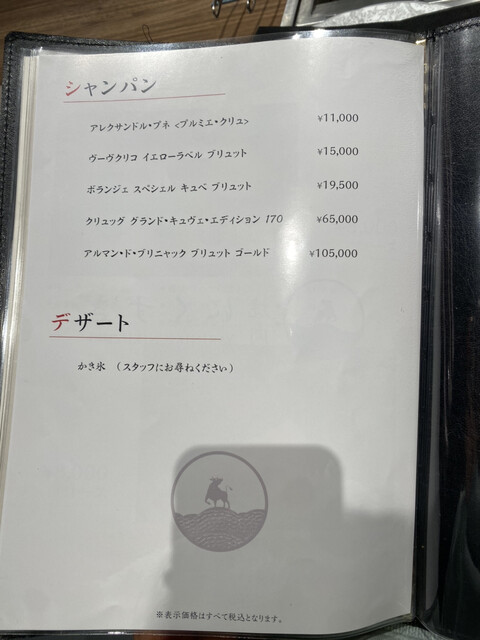 シャンパン
アレクサンドル・ブネ <プルミエ・クリュ> ¥11,000
ヴーヴクリコ イエローラベル ブリュット ¥15,000
ボランジェ スペシェル キュベ ブリュット ¥19,500
クリュッグ グランド・キュヴェ・エディション 170 ¥65,000
アルマン・ド・ブリニャック ブリュット ゴールド ¥105,000
デザート
かき氷 （スタッフにお尋ねください）
※表示価格はすべて税込となります。